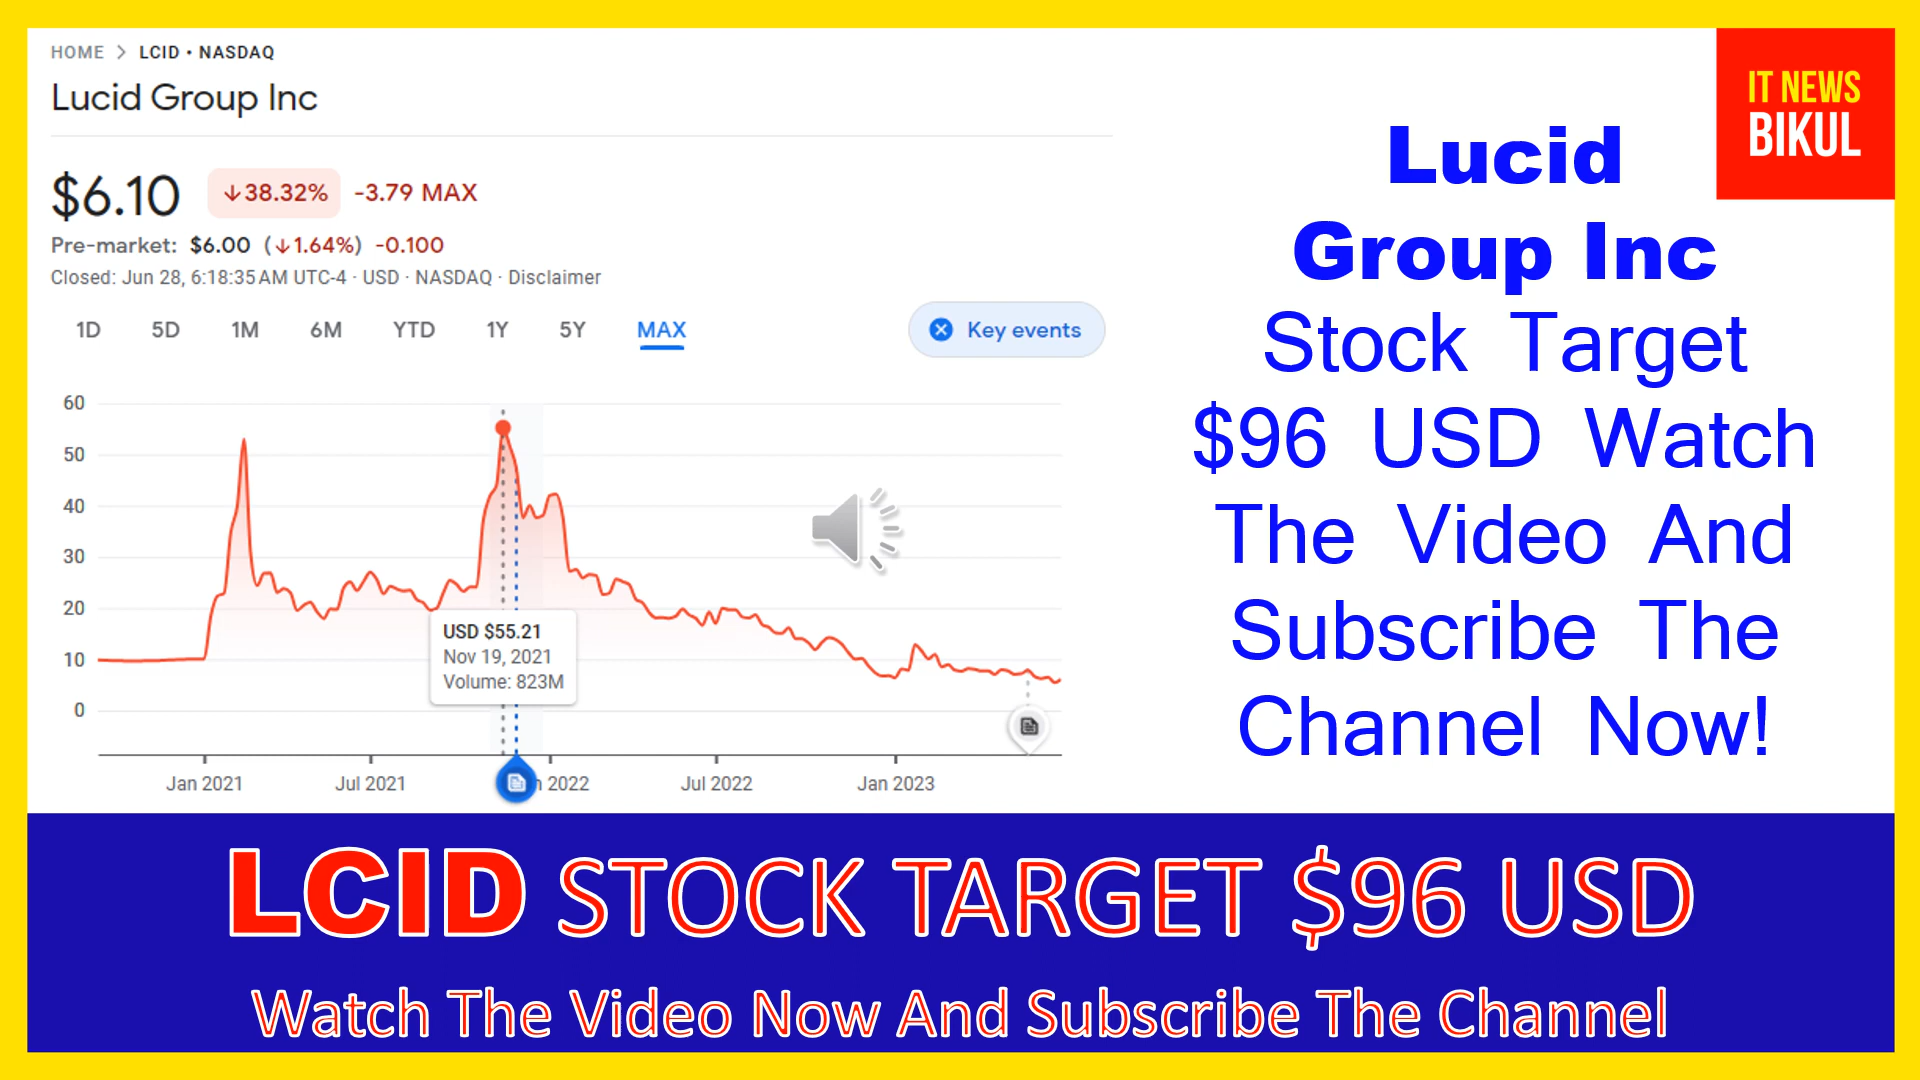 HOME > LCID • NASDAQ
Lucid Group Inc
$6.10 ↓38.32% -3.79 MAX
Pre-market: $6.00 (↓1.64%) -0.100
Closed: Jun 28, 6:18:35 AM UTC-4 · USD · NASDAQ · Disclaimer
1D 5D 1M 6M YTD 1Y 5Y MAX
Key events
60
50
40
30
20
10
0
USD $55.21
Nov 19, 2021
Volume: 823M
Jan 2021 Jul 2021 n 2022 Jul 2022 Jan 2023
IT NEWS
BIKUL
Lucid
Group Inc
Stock Target
$96 USD Watch
The Video And
Subscribe The
Channel Now!
LCID STOCK TARGET $96 USD
Watch The Video Now And Subscribe The Channel